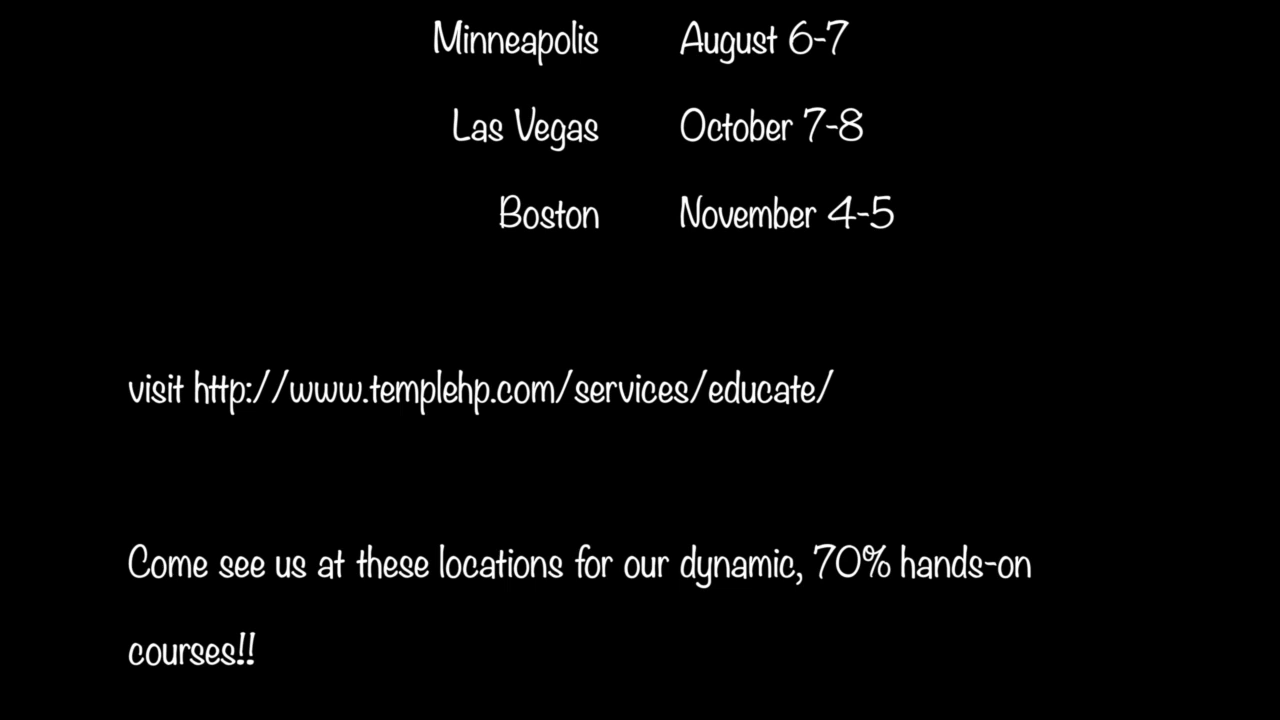 Minneapolis August 6-7
Las Vegas October 7-8
Boston November 4-5
visit http://www.templehp.com/services/educate/
Come see us at these locations for our dynamic, 70% hands-on
courses!!